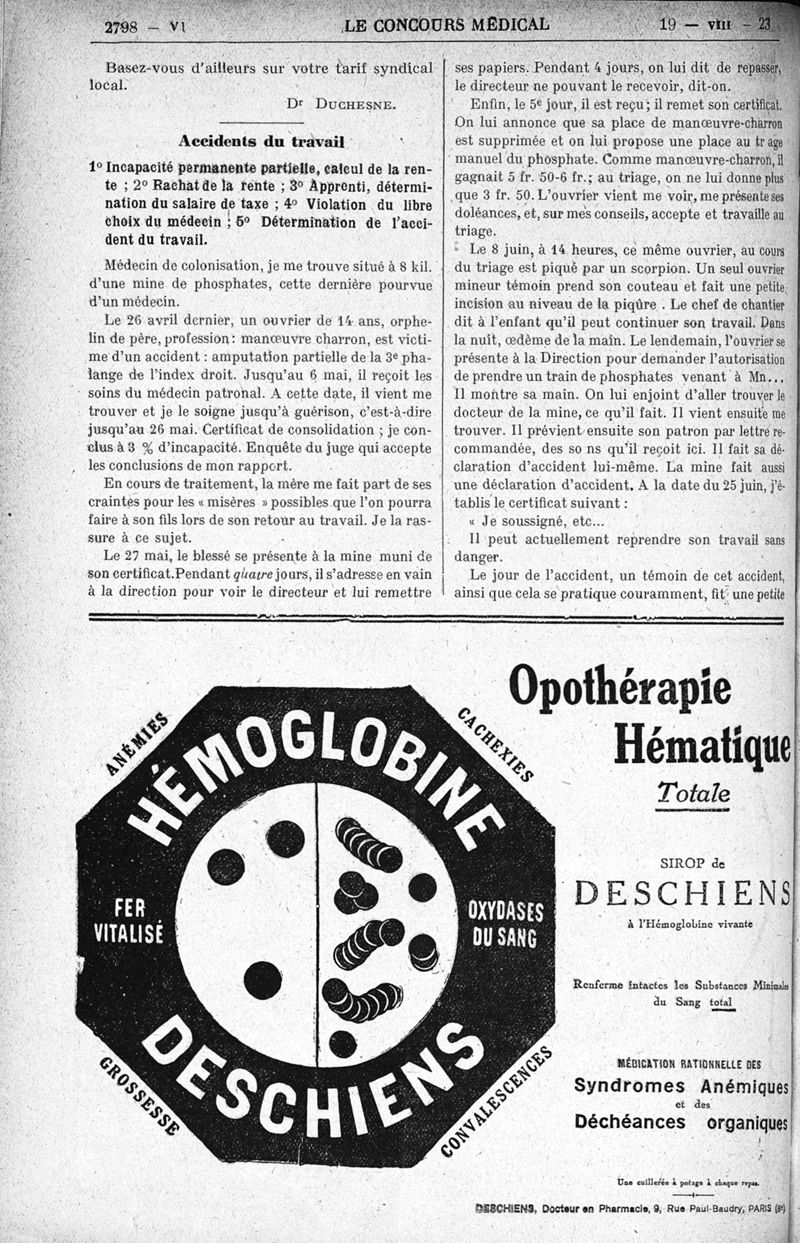 2798 — VI
LE CONCOURS MÉDICAL
19 — VIII — 23
Basez-vous d'ailleurs sur votre tarif syndical
local.
Dr DUCHESNE.
Accidents du travail
1º Incapacité permanente partielle, calcul de la ren-
te ; 2º Rachat de la rente ; 3º Apprenti, détermi-
nation du salaire de taxe ; 4º Violation du libre
choix du médecin ; 5º Détermination de l'acci-
dent du travail.
Médecin de colonisation, je me trouve situé à 8 kil.
d'une mine de phosphates, cette dernière pourvue
d'un médecin.
Le 26 avril dernier, un ouvrier de 14 ans, orphe-
lin de père, profession : manœuvre charron, est victi-
me d'un accident : amputation partielle de la 3e pha-
lange de l'index droit. Jusqu'au 6 mai, il reçoit les
soins du médecin patronal. A cette date, il vient me
trouver et je le soigne jusqu'à guérison, c'est-à-dire
jusqu'au 26 mai. Certificat de consolidation ; je con-
clus à 3 % d'incapacité. Enquête du juge qui accepte
les conclusions de mon rapport.
En cours de traitement, la mère me fait part de ses
craintes pour les « misères » possibles que l'on pourra
faire à son fils lors de son retour au travail. Je la ras-
sure à ce sujet.
Le 27 mai, le blessé se présente à la mine muni de
son certificat. Pendant quatre jours, il s'adresse en vain
à la direction pour voir le directeur et lui remettre
ses papiers. Pendant 4 jours, on lui dit de repasser,
le directeur ne pouvant le recevoir, dit-on.
Enfin, le 5e jour, il est reçu ; il remet son certificat.
On lui annonce que sa place de manœuvre-charron
est supprimée et on lui propose une place au tr age
manuel du phosphate. Comme manœuvre-charron, il
gagnait 5 fr. 50-6 fr. ; au triage, on ne lui donne plus
que 3 fr. 50. L'ouvrier vient me voir, me présente ses
doléances, et, sur mes conseils, accepte et travaille au
triage.
Le 8 juin, à 14 heures, ce même ouvrier, au cours
du triage est piqué par un scorpion. Un seul ouvrier
mineur témoin prend son couteau et fait une petite
incision au niveau de la piqûre . Le chef de chantier
dit à l'enfant qu'il peut continuer son travail. Dans
la nuit, œdème de la main. Le lendemain, l'ouvrier se
présente à la Direction pour demander l'autorisation
de prendre un train de phosphates venant à Mn...
Il montre sa main. On lui enjoint d'aller trouver le
docteur de la mine, ce qu'il fait. Il vient ensuite me
trouver. Il prévient ensuite son patron par lettre re-
commandée, des so ns qu'il reçoit ici. Il fait sa dé-
claration d'accident lui-même. La mine fait aussi
une déclaration d'accident. A la date du 25 juin, j'é-
tablis le certificat suivant :
« Je soussigné, etc...
Il peut actuellement reprendre son travail sans
danger.
Le jour de l'accident, un témoin de cet accident,
ainsi que cela se pratique couramment, fit une petite
ANÉMIES
CACHEXIES
HÉMOGLOBINE
FER
VITALISÉ
OXYDASES
DU SANG
DESCHIENS
GROSSESSE
CONVALESCENCES
Opothérapie
Hématique
Totale
SIROP de
DESCHIENS
à l'Hémoglobine vivante
Renferme intactes les Substances Minimales
du Sang total
MÉDICATION RATIONNELLE DES
Syndromes Anémiques
et des
Déchéances organiques
Une cuillerée à potage à chaque repas.
DESCHIENS, Docteur en Pharmacie, 9, Rue Paul-Baudry, PARIS (8e)